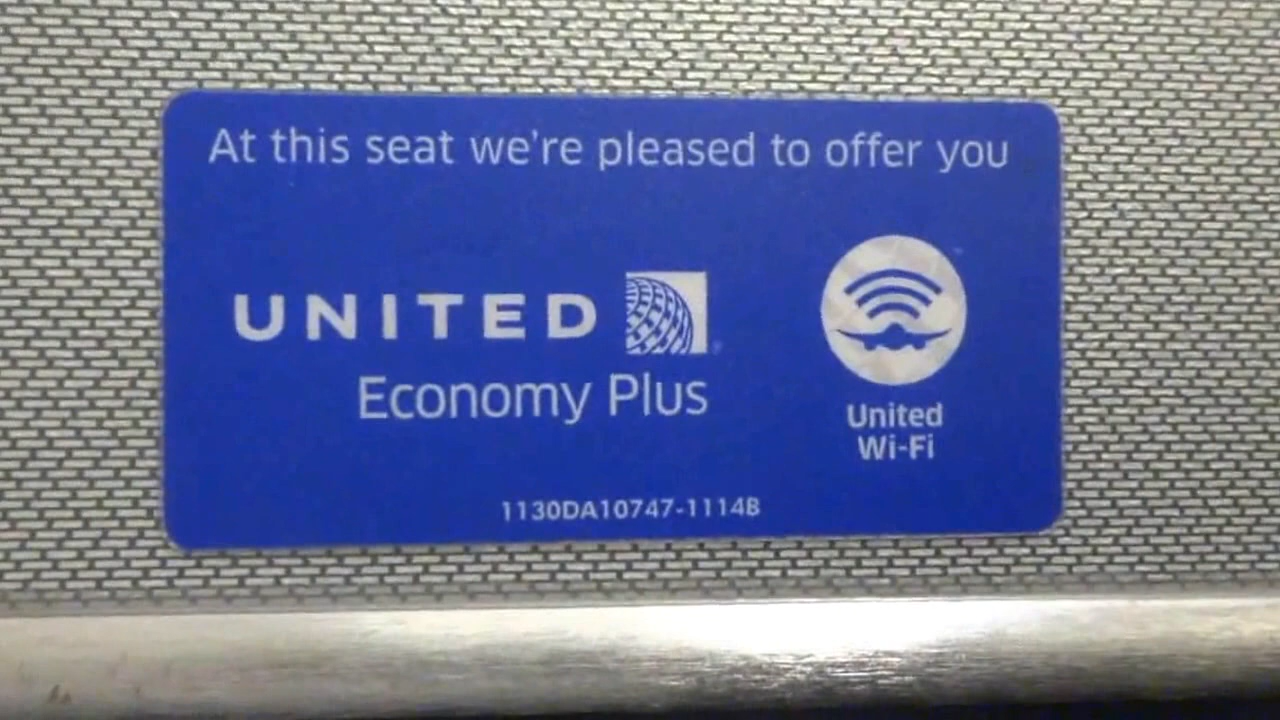 At this seat we're pleased to offer you
UNITED
Economy Plus
United
Wi-Fi
1130DA10747-1114B